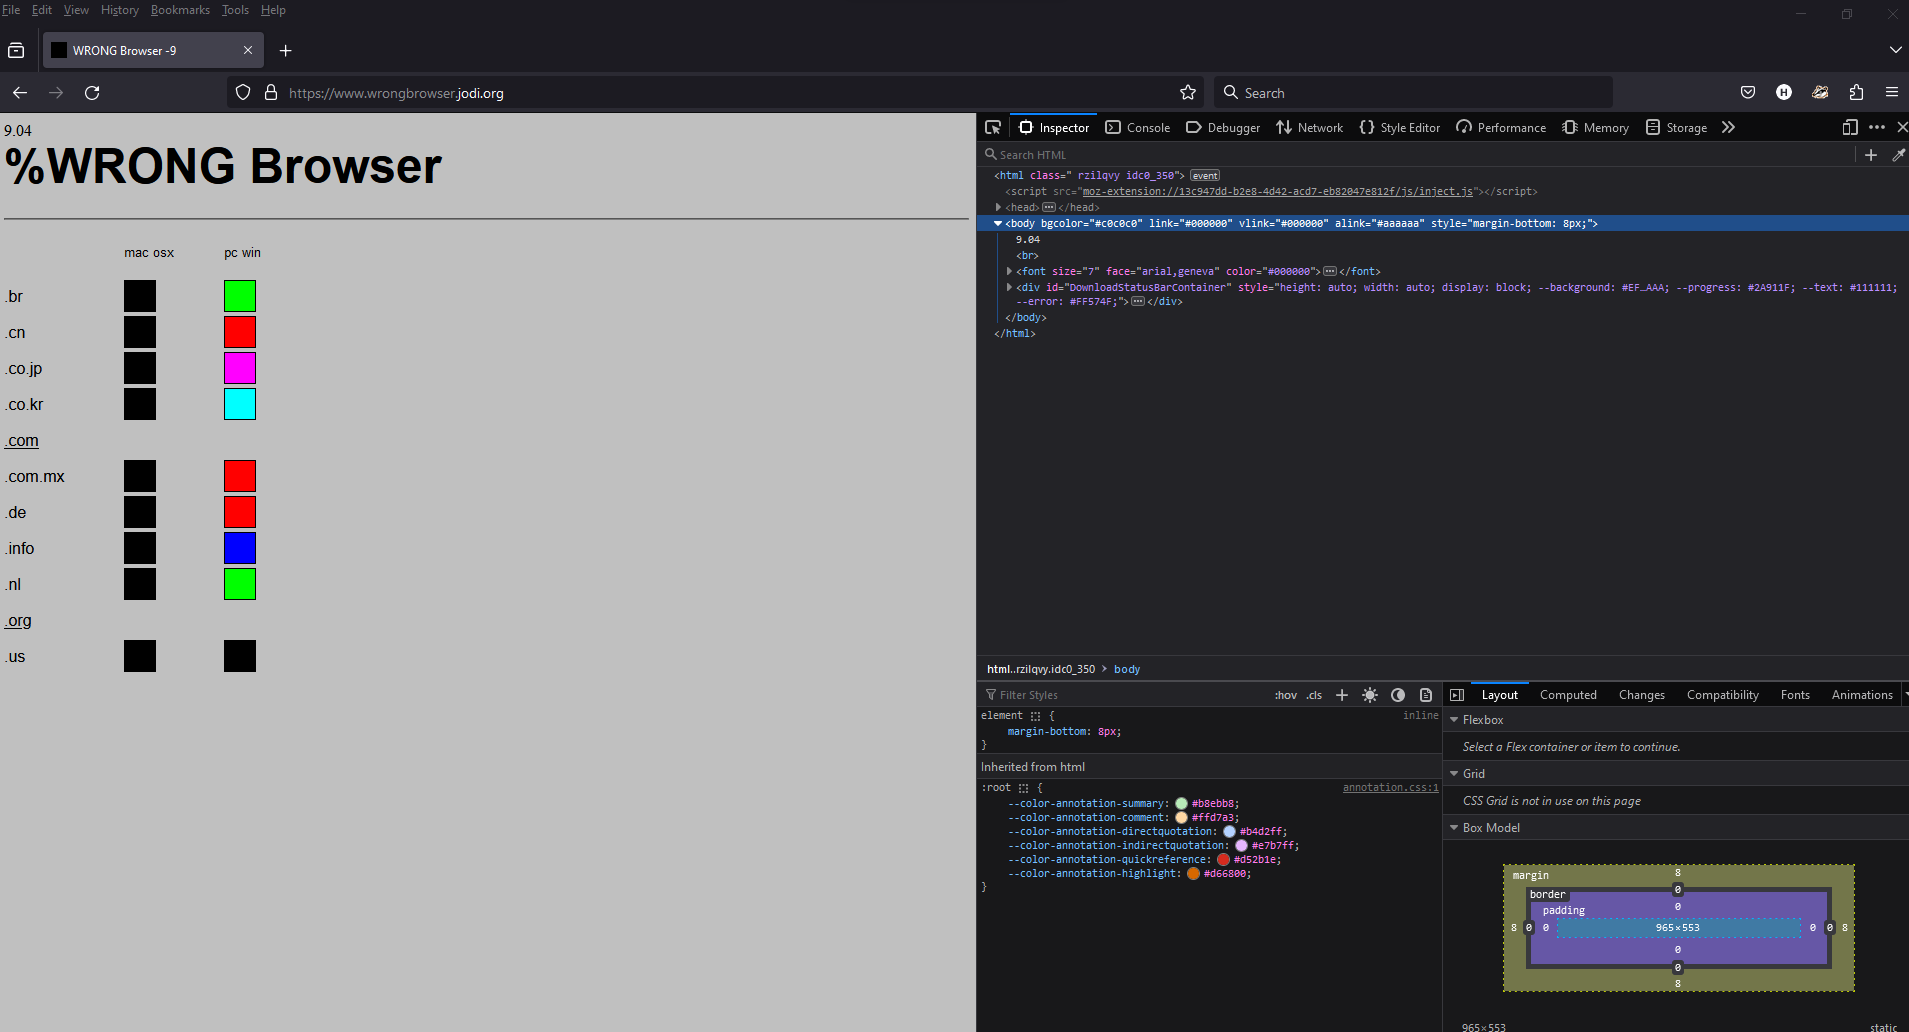 File Edit View History Bookmarks Tools Help
WRONG Browser -9
https://www.wrongbrowser.jodi.org
Search
9.04
%WRONG Browser
mac osx pc win
.br
.cn
.co.jp
.co.kr
.com
.com.mx
.de
.info
.nl
.org
.us
Inspector Console Debugger Network Style Editor Performance Memory Storage
Search HTML
<html class=" rzilqvy idc0_350"> event
<script src="moz-extension://13c947dd-b2e8-4d42-acd7-eb82047e812f/js/inject.js"></script>
<head></head>
<body bgcolor="#c0c0c0" link="#000000" vlink="#000000" alink="#aaaaaa" style="margin-bottom: 8px;">
9.04
<br>
<font size="7" face="arial,geneva" color="#000000"></font>
<div id="DownloadStatusBarContainer" style="height: auto; width: auto; display: block; --background: #EF…AAA; --progress: #2A911F; --text: #111111;
--error: #FF574F;"></div>
</body>
</html>
html.rzilqvy.idc0_350 > body
Filter Styles :hov .cls
element { inline
margin-bottom: 8px;
}
Inherited from html
:root { annotation.css:1
--color-annotation-summary: #b8ebb8;
--color-annotation-comment: #ffd7a3;
--color-annotation-directquotation: #b4d2ff;
--color-annotation-indirectquotation: #e7b7ff;
--color-annotation-quickreference: #d52b1e;
--color-annotation-highlight: #d66800;
}
Layout Computed Changes Compatibility Fonts Animations
Flexbox
Select a Flex container or item to continue.
Grid
CSS Grid is not in use on this page
Box Model
margin 8
border 0
padding 0
8 0 0 965×553 0 0 8
0
0
8
965×553 static